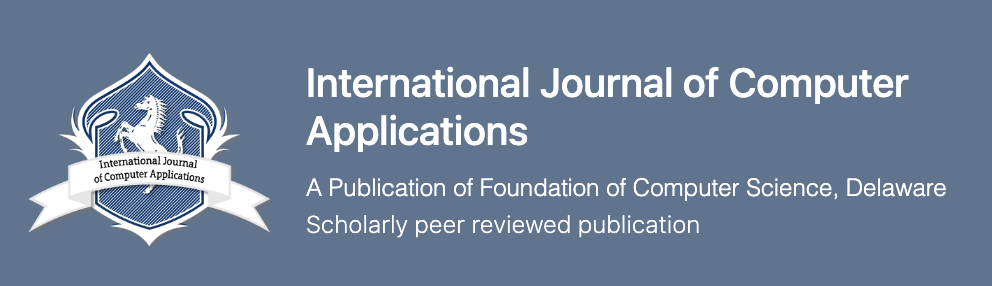 International Journal
of Computer Applications
International Journal of Computer
Applications
A Publication of Foundation of Computer Science, Delaware
Scholarly peer reviewed publication